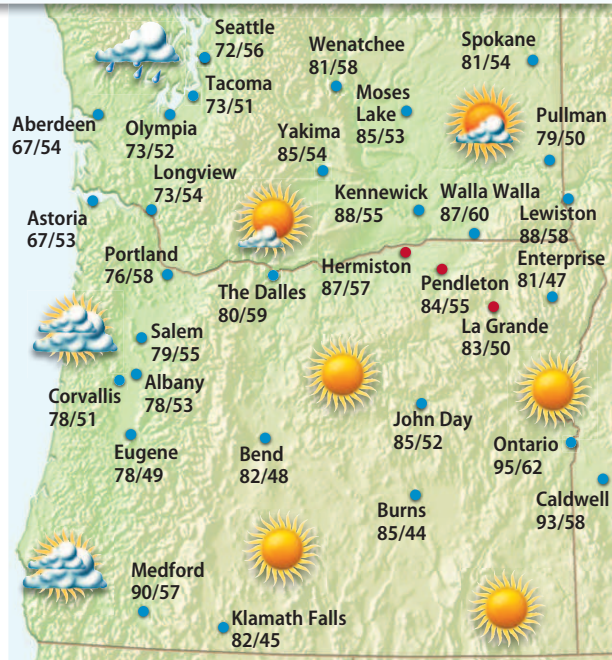 Seattle
72/56
Wenatchee
81/58
Spokane
81/54
Tacoma
73/51
Moses
Lake
85/53
Aberdeen
67/54
Olympia
73/52
Yakima
85/54
Pullman
79/50
Longview
73/54
Kennewick
88/55
Walla Walla
87/60
Lewiston
88/58
Astoria
67/53
Portland
76/58
The Dalles
80/59
Hermiston
87/57
Pendleton
84/55
Enterprise
81/47
La Grande
83/50
Salem
79/55
Corvallis
78/51
Albany
78/53
Eugene
78/49
Bend
82/48
John Day
85/52
Ontario
95/62
Burns
85/44
Caldwell
93/58
Medford
90/57
Klamath Falls
82/45